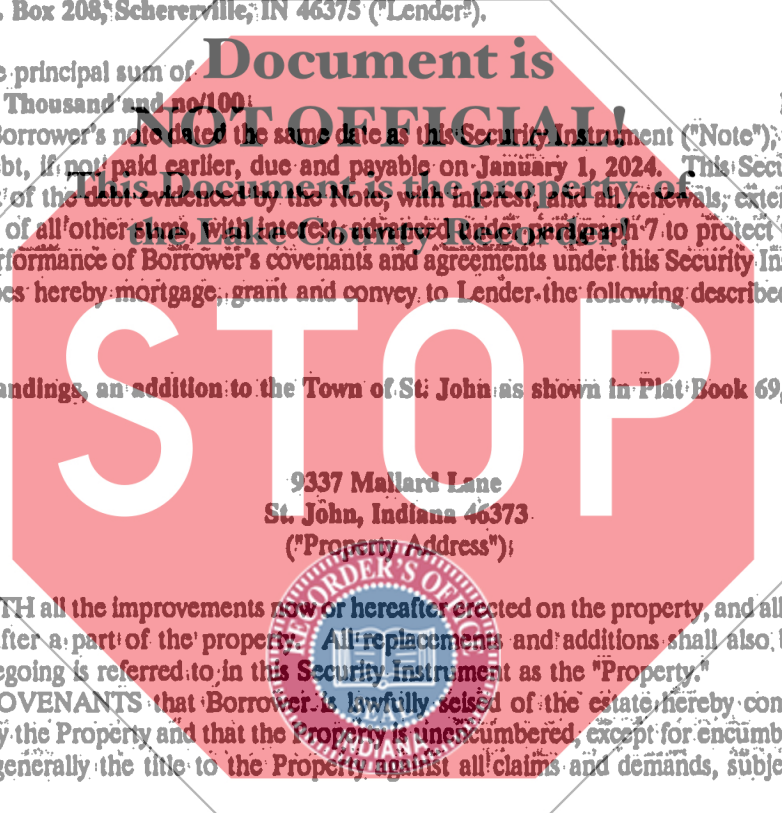 . Box 208, Schererville, IN 46375 ("Lender").
Document is
e principal sum of
Thousand and no/100
NOT OFFICIAL!
Borrower's note dated the same date as this Security Instrument ("Note");
bt, if not paid earlier, due and payable on January 1, 2024. This Sec
This Document is the property of
of the debt evidenced by the Note, with interest, and all renewals, exte
the Lake County Recorder!
of all other sums, with interest, advanced under paragraph 7 to protect
rformance of Borrower's covenants and agreements under this Security In
es hereby mortgage, grant and convey to Lender the following describe
STOP
andings, an addition to the Town of St. John as shown in Plat Book 69,
9337 Mallard Lane
St. John, Indiana 46373
("Property Address");
RECORDER'S OFFICE
TH all the improvements now or hereafter erected on the property, and all
fter a part of the property. All replacements and additions shall also
egoing is referred to in this Security Instrument as the "Property."
SEAL
OVENANTS that Borrower is lawfully seised of the estate hereby con
y the Property and that the Property is unencumbered, except for encumb
INDIANA
generally the title to the Property against all claims and demands, subje